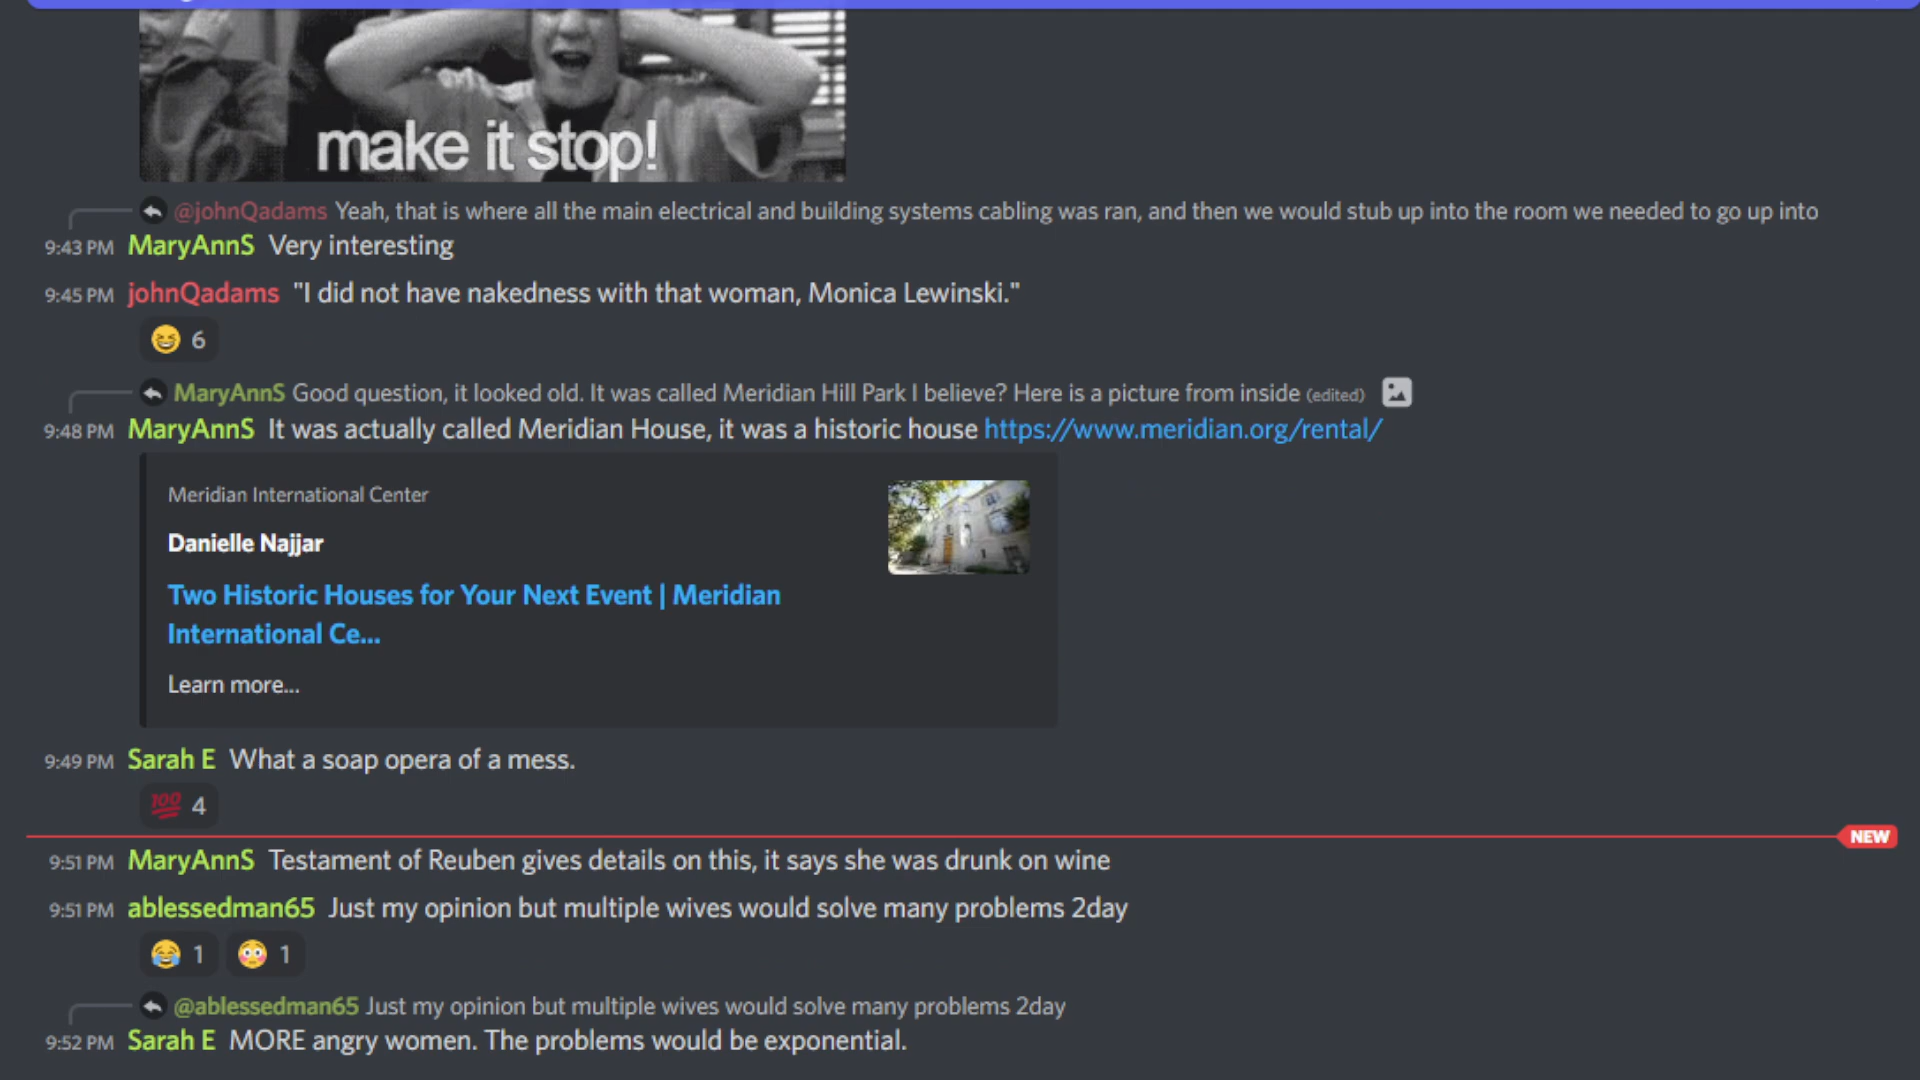 make it stop!
@johnQadams Yeah, that is where all the main electrical and building systems cabling was ran, and then we would stub up into the room we needed to go up into
9:43 PM MaryAnnS Very interesting
9:45 PM johnQadams "I did not have nakedness with that woman, Monica Lewinski."
😆 6
MaryAnnS Good question, it looked old. It was called Meridian Hill Park I believe? Here is a picture from inside (edited)
9:48 PM MaryAnnS It was actually called Meridian House, it was a historic house https://www.meridian.org/rental/
Meridian International Center
Danielle Najjar
Two Historic Houses for Your Next Event | Meridian
International Ce...
Learn more...
9:49 PM Sarah E What a soap opera of a mess.
💯 4
NEW
9:51 PM MaryAnnS Testament of Reuben gives details on this, it says she was drunk on wine
9:51 PM ablessedman65 Just my opinion but multiple wives would solve many problems 2day
😂 1 😳 1
@ablessedman65 Just my opinion but multiple wives would solve many problems 2day
9:52 PM Sarah E MORE angry women. The problems would be exponential.